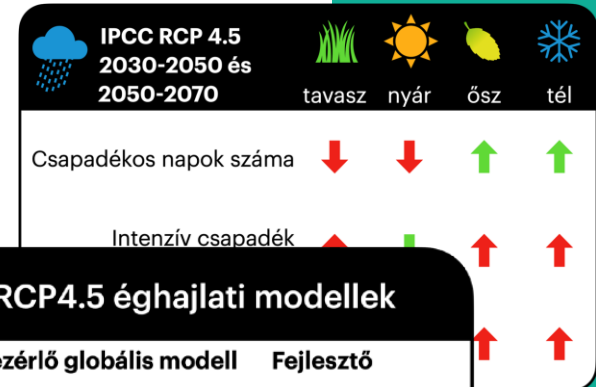 IPCC RCP 4.5
2030-2050 és
2050-2070
tavasz nyár ősz tél
Csapadékos napok száma
Intenzív csapadék
RCP4.5 éghajlati modellek
globális modell Fejlesztő